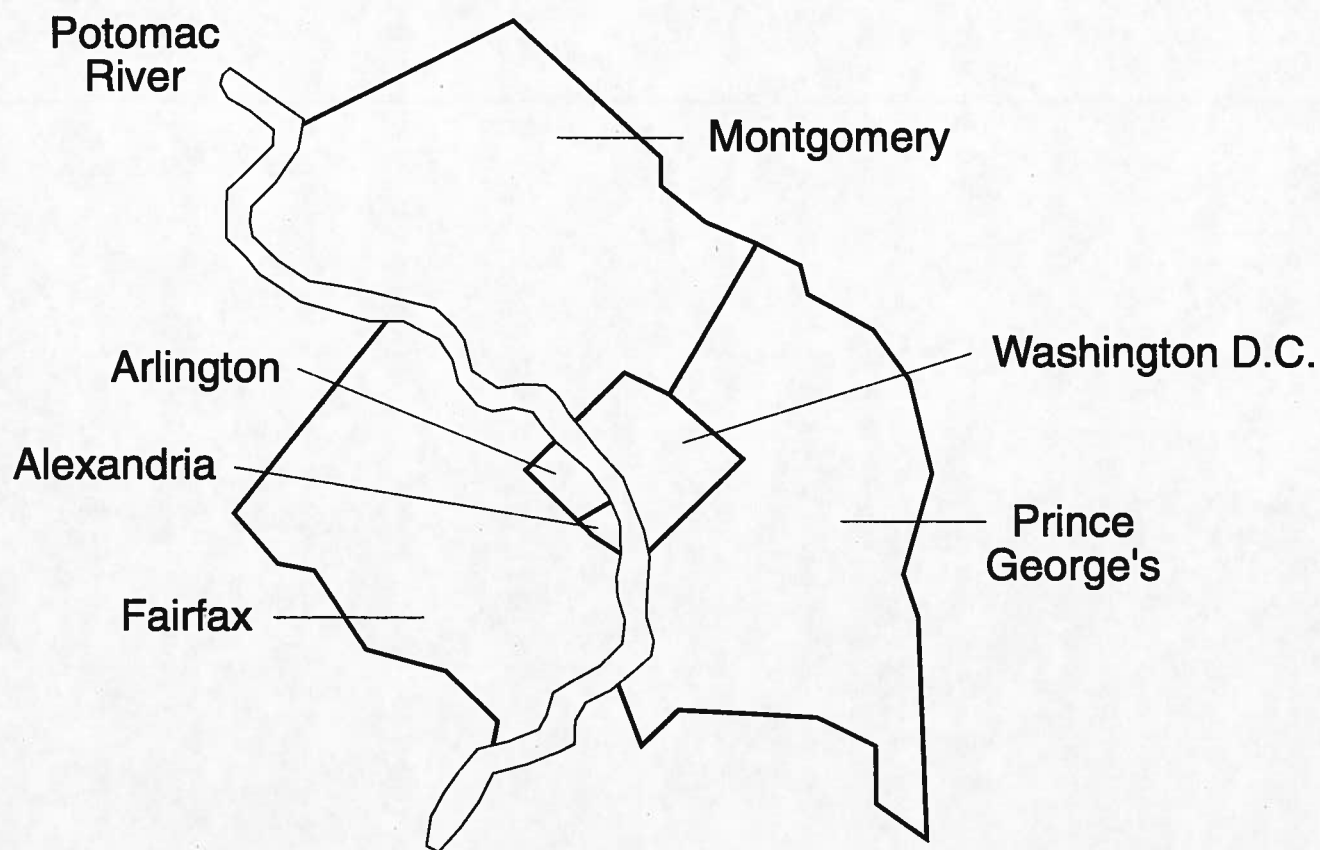 Potomac
River
Montgomery
Arlington
Washington D.C.
Alexandria
Prince
George's
Fairfax